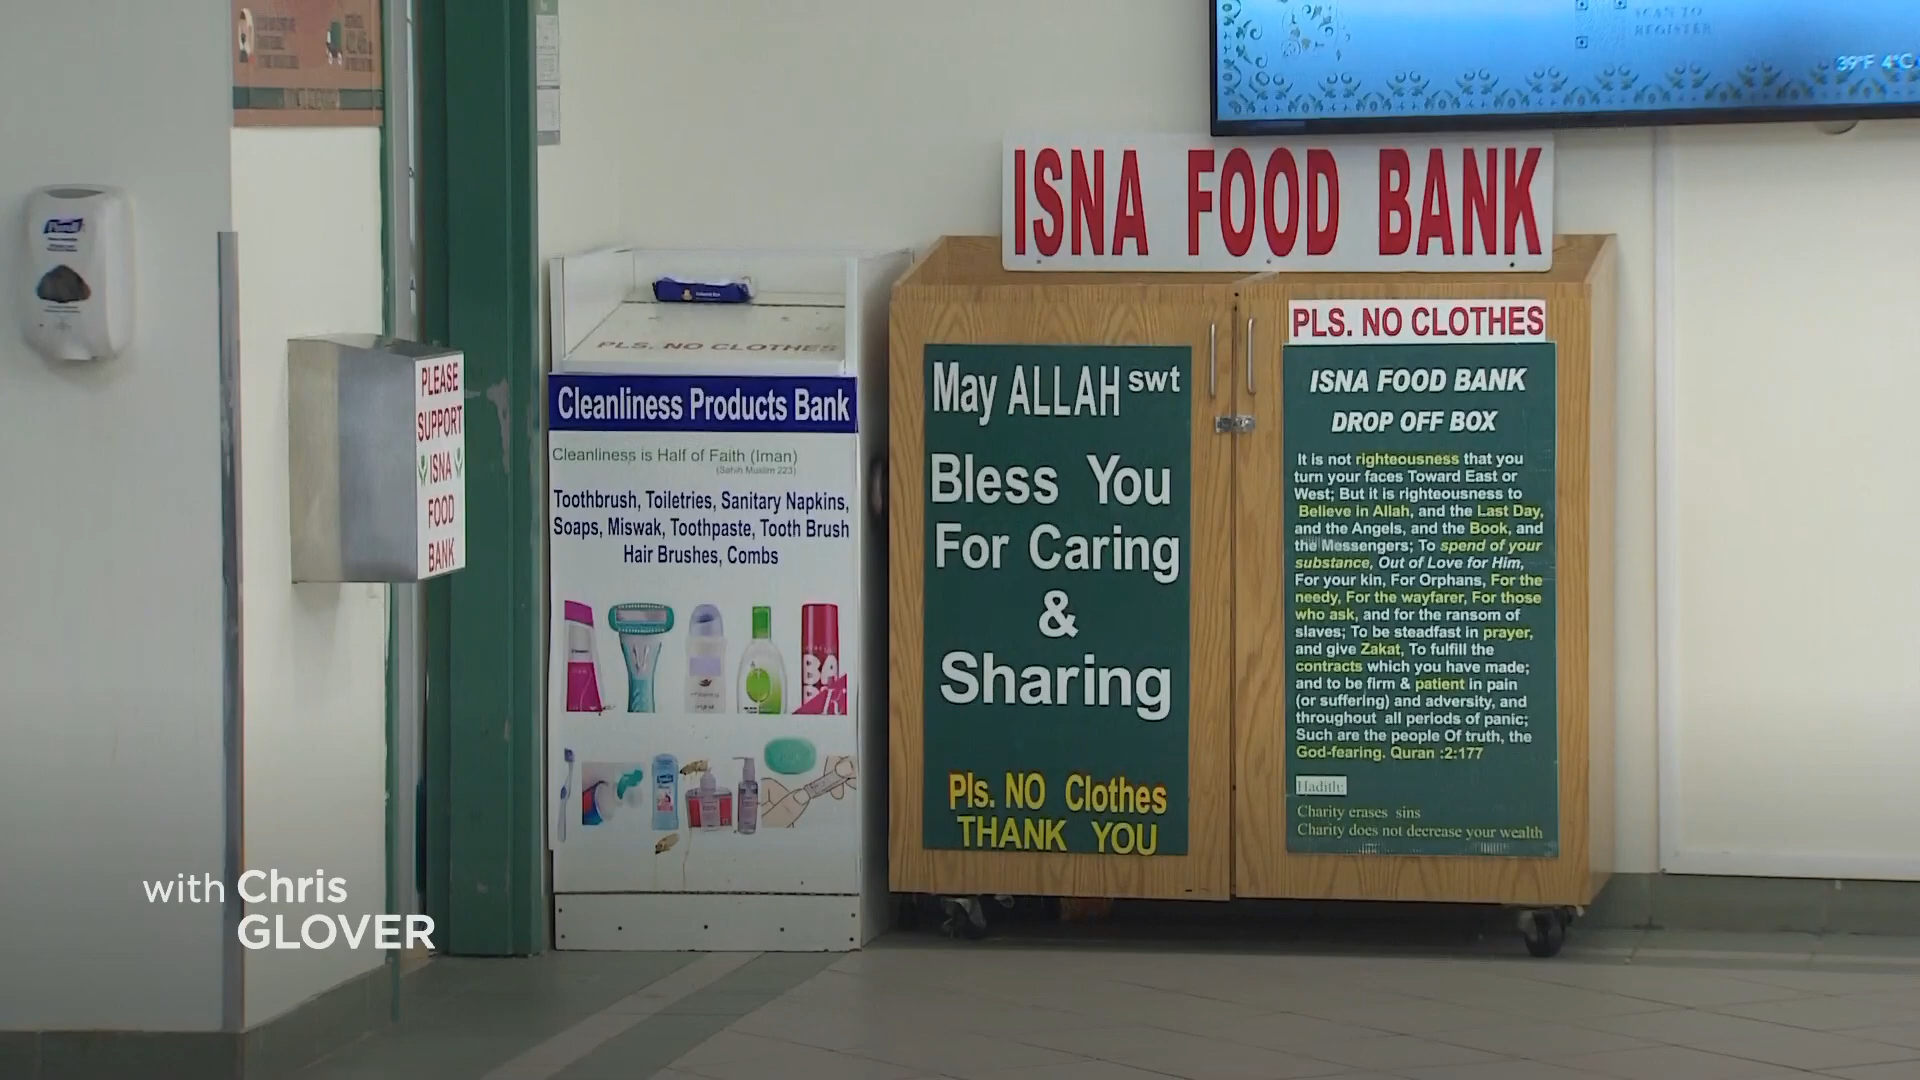 SCAN TO
REGISTER
39°F 4°C
ISNA FOOD BANK
PLS. NO CLOTHES
ISNA FOOD BANK
DROP OFF BOX
It is not righteousness that you
turn your faces Toward East or
West; But it is righteousness to
Believe in Allah, and the Last Day,
and the Angels, and the Book, and
the Messengers; To spend of your
substance, Out of Love for Him,
For your kin, For Orphans, For the
needy, For the wayfarer, For those
who ask, and for the ransom of
slaves; To be steadfast in prayer,
and give Zakat, To fulfill the
contracts which you have made;
and to be firm & patient in pain
(or suffering) and adversity, and
throughout all periods of panic;
Such are the people Of truth, the
God-fearing. Quran :2:177
Hadith:
Charity erases sins
Charity does not decrease your wealth
May ALLAH swt
Bless You
For Caring
&
Sharing
Pls. NO Clothes
THANK YOU
PLS. NO CLOTHES
Cleanliness Products Bank
Cleanliness is Half of Faith (Iman)
(Sahih Muslim 223)
Toothbrush, Toiletries, Sanitary Napkins,
Soaps, Miswak, Toothpaste, Tooth Brush
Hair Brushes, Combs
PLEASE
SUPPORT
ISNA
FOOD
BANK
Purell
with Chris
GLOVER